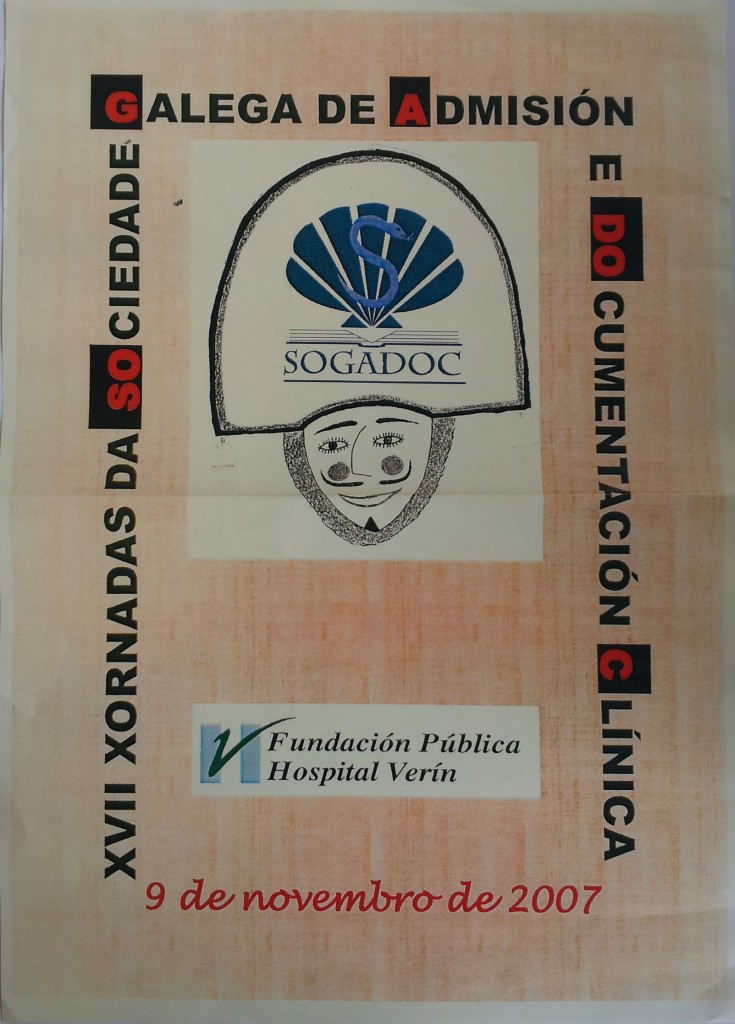 XVII XORNADAS DA SOCIEDADE
GALEGA DE ADMISIÓN
E DOCUMENTACIÓN CLÍNICA
SOGADOC
Fundación Pública
Hospital Verín
9 de novembro de 2007